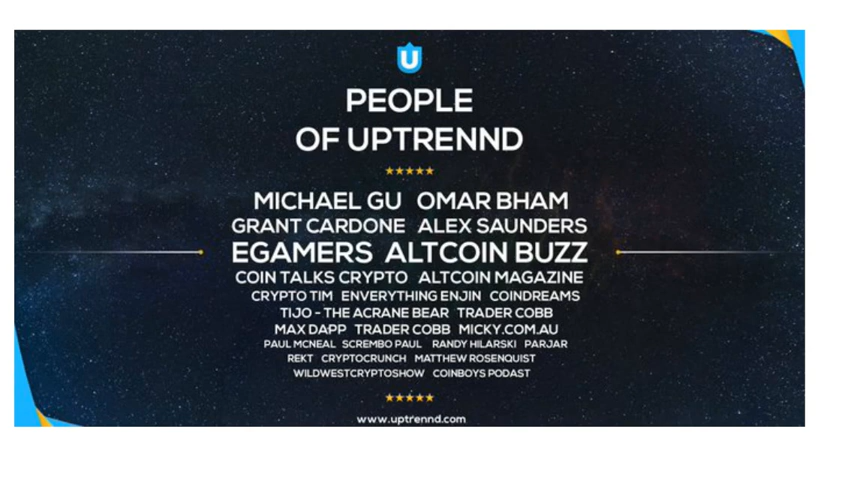 U
PEOPLE
OF UPTRENND
MICHAEL GU OMAR BHAM
GRANT CARDONE ALEX SAUNDERS
EGAMERS ALTCOIN BUZZ
COIN TALKS CRYPTO ALTCOIN MAGAZINE
CRYPTO TIM ENVERYTHING ENJIN COINDREAMS
TIJO - THE ACRANE BEAR TRADER COBB
MAX DAPP TRADER COBB MICKY.COM.AU
PAUL MCNEAL SCREMBO PAUL RANDY HILARSKI PARJAR
REKT CRYPTOCRUNCH MATTHEW ROSENQUIST
WILDWESTCRYPTOSHOW COINBOYS PODAST
www.uptrennd.com